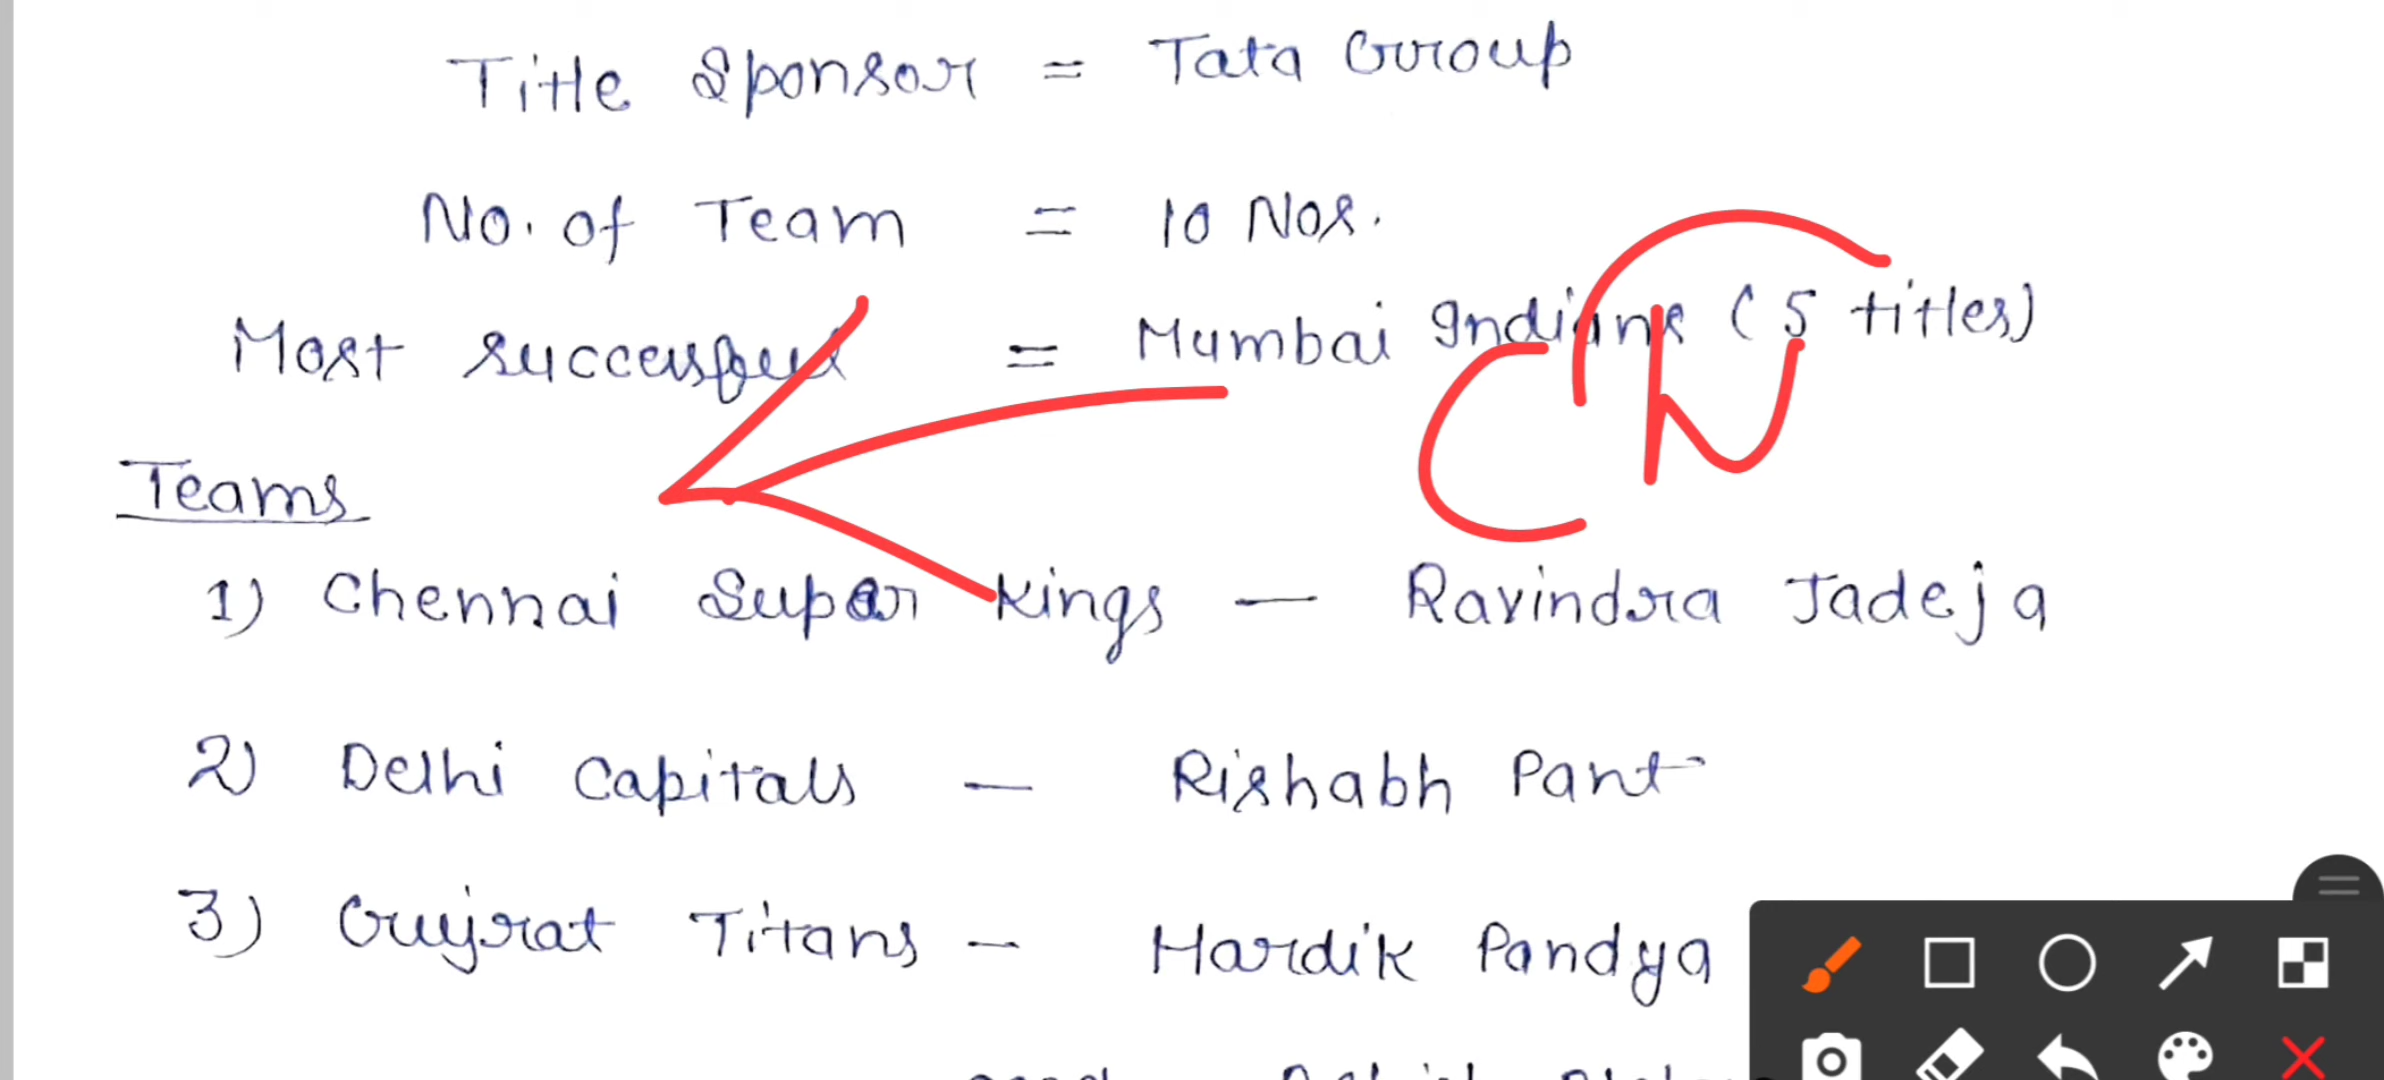 Title Sponsor = Tata Group
No. of Team = 10 Nos.
Most successful = Mumbai Indians (5 titles)
Teams
1) Chennai Super Kings — Ravindra Jadeja
2) Delhi Capitals — Rishabh Pant
3) Gujrat Titans — Hardik Pandya